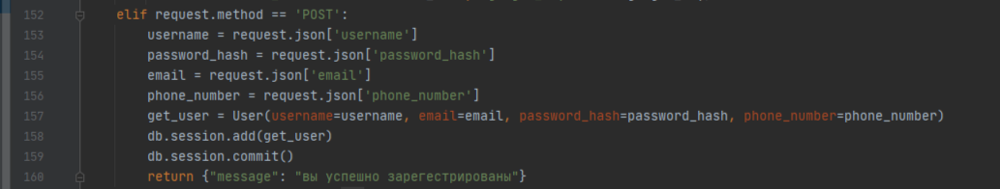 152 elif request.method == 'POST':
153 username = request.json['username']
154 password_hash = request.json['password_hash']
155 email = request.json['email']
156 phone_number = request.json['phone_number']
157 get_user = User(username=username, email=email, password_hash=password_hash, phone_number=phone_number)
158 db.session.add(get_user)
159 db.session.commit()
160 return {"message": "вы успешно зарегестрированы"}